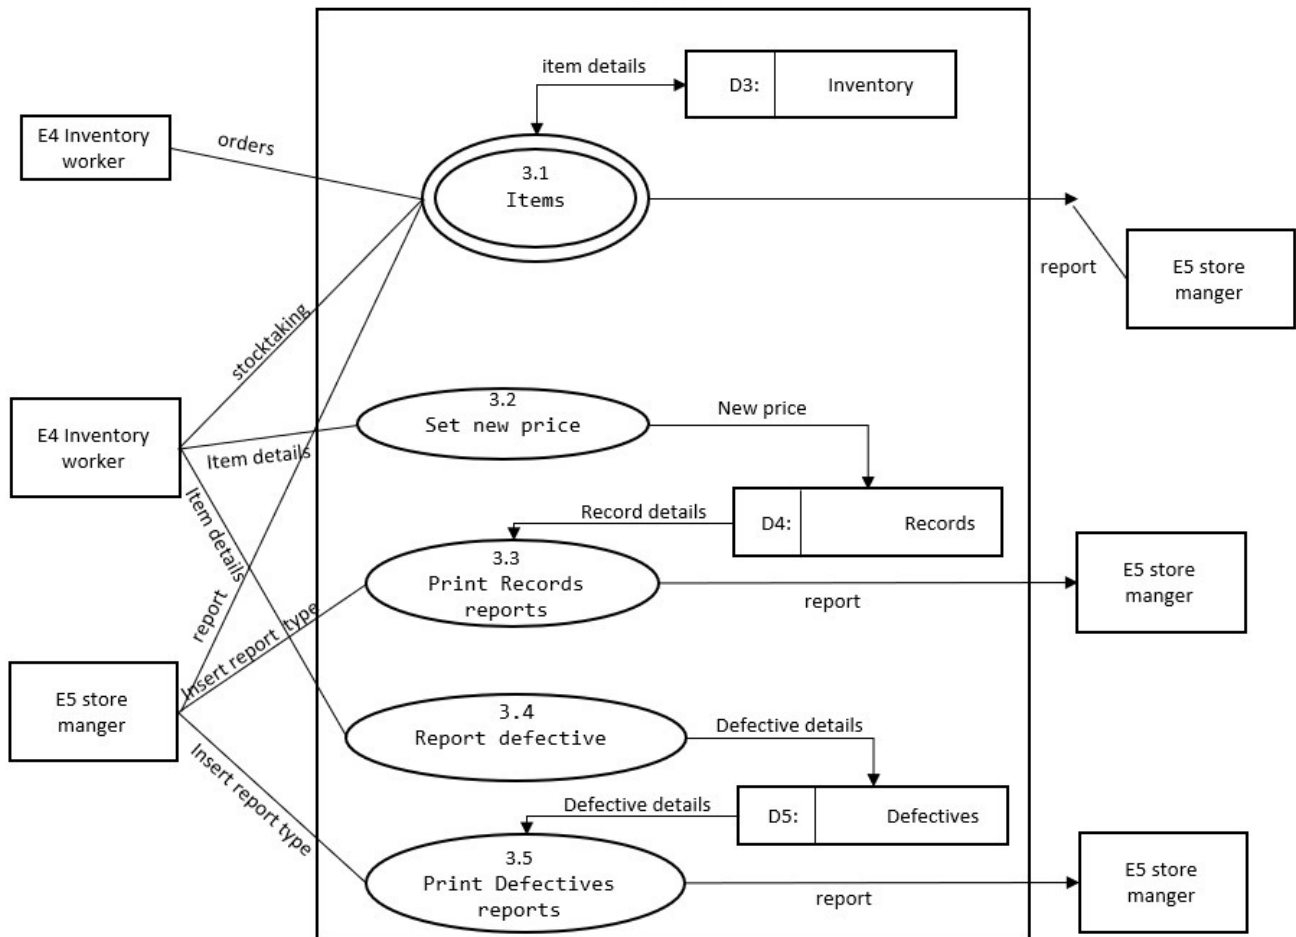 item details
D3: Inventory
E4 Inventory
worker
orders
3.1
Items
report
E5 store
manger
stocktaking
E4 Inventory
worker
Item details
3.2
Set new price
New price
Item details
Record details
D4: Records
3.3
Print Records
reports
report
E5 store
manger
report
Insert report type
E5 store
manger
3.4
Report defective
Defective details
Insert report type
Defective details
D5: Defectives
3.5
Print Defectives
reports
report
E5 store
manger